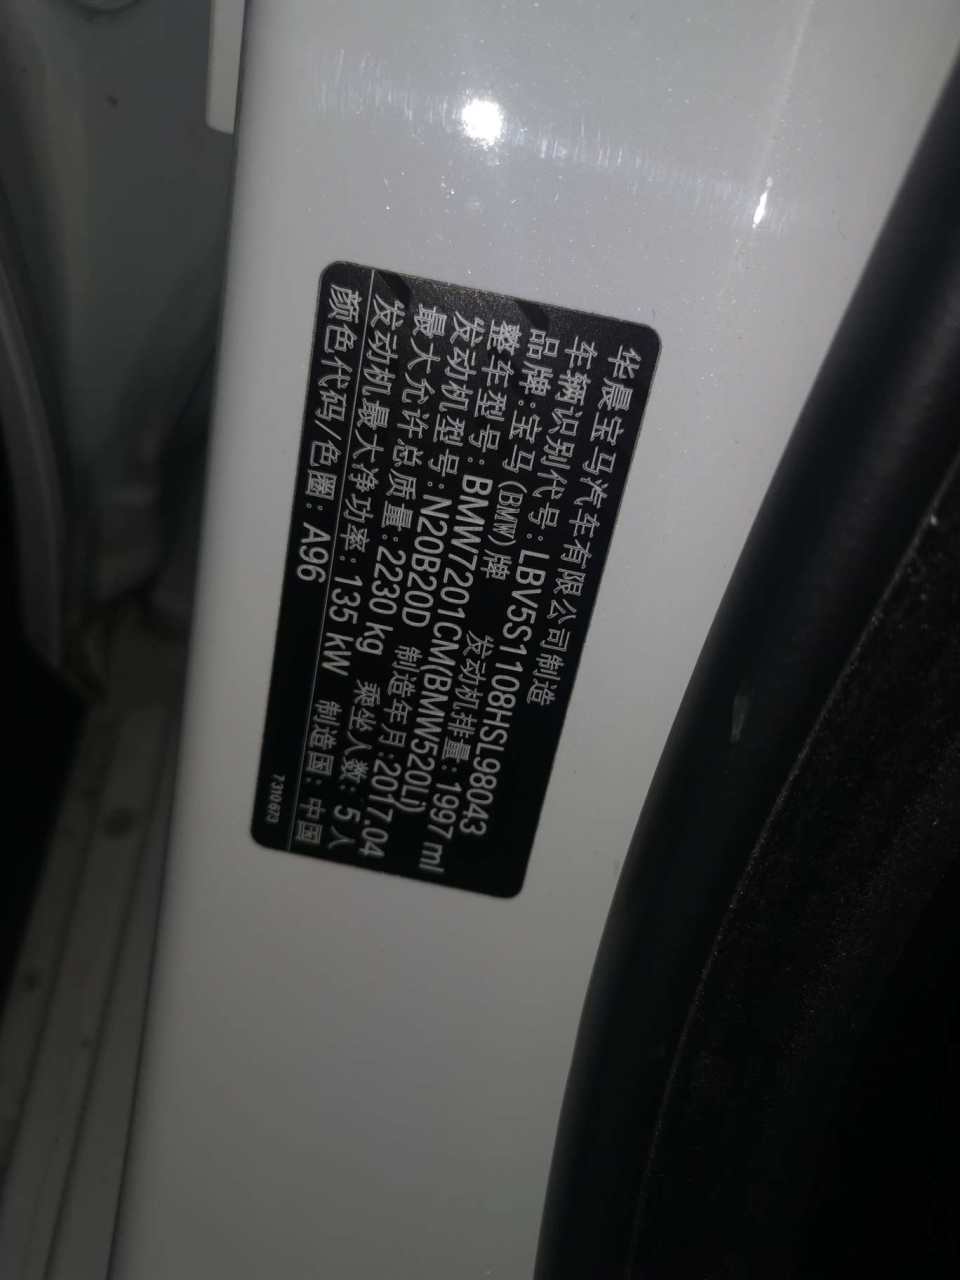 华晨宝马汽车有限公司制造
车辆识别代号: LBV5S1108HSL98043
品牌: 宝马(BMW)牌 发动机排量: 1997 ml
整车型号: BMW7201CM(BMW520Li)
发动机型号: N20B20D 制造年月: 2017.04
最大允许总质量: 2230 kg 乘坐人数: 5 人
发动机最大净功率: 135 kW 制造国: 中国
颜色代码/色圈: A96
7310673